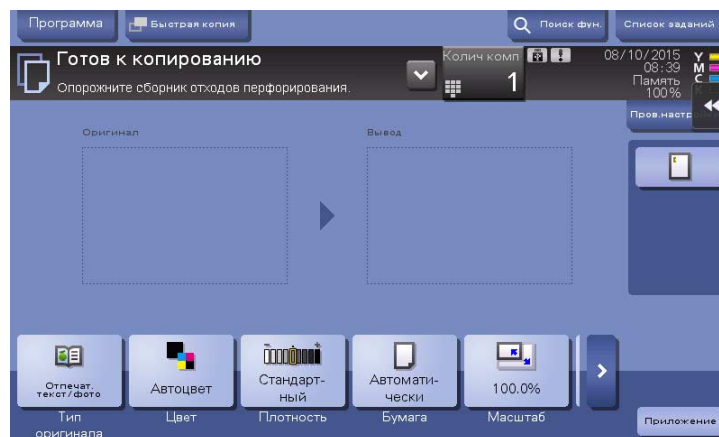 Программа
Быстрая копия
Поиск фун.
Список заданий
Готов к копированию
Опорожните сборник отходов перфорирования.
Колич комп
1
08/10/2015
08:39
Память
100%
Y
M
C
K
Пров.настр
Оригинал
Вывод
Отпечат.
текст/фото
Автоцвет
Стандарт-
ный
Автомати-
чески
100.0%
Тип
оригинала
Цвет
Плотность
Бумага
Масштаб
Приложение